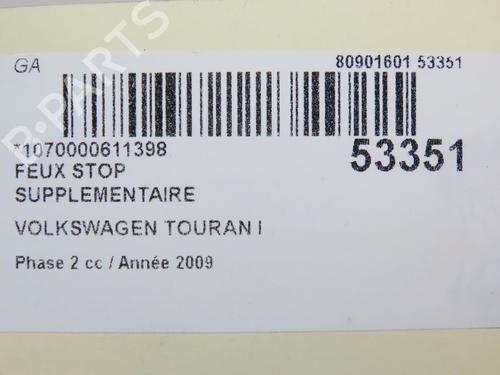 GA
80901601 53351
*1070000611398
53351
FEUX STOP
SUPPLEMENTAIRE
VOLKSWAGEN TOURAN I
Phase 2 cc / Année 2009
B-PARTS